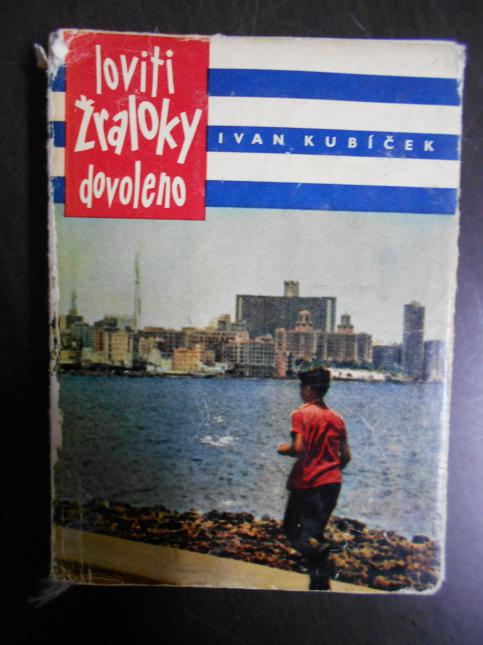 loviti
Žraloky
dovoleno
IVAN KUBÍČEK